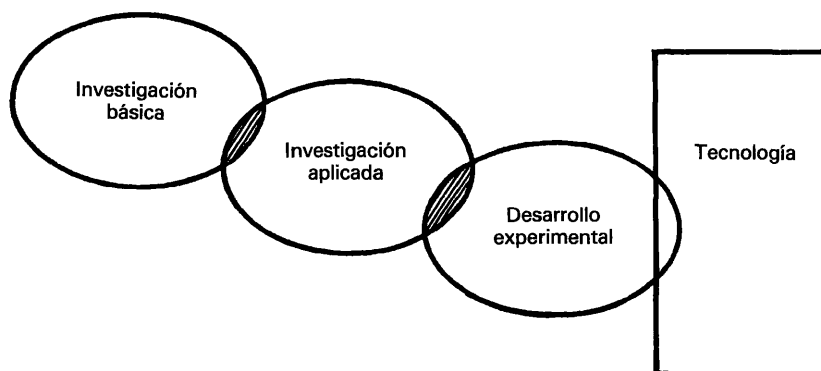 Investigación
básica
Investigación
aplicada
Desarrollo
experimental
Tecnología